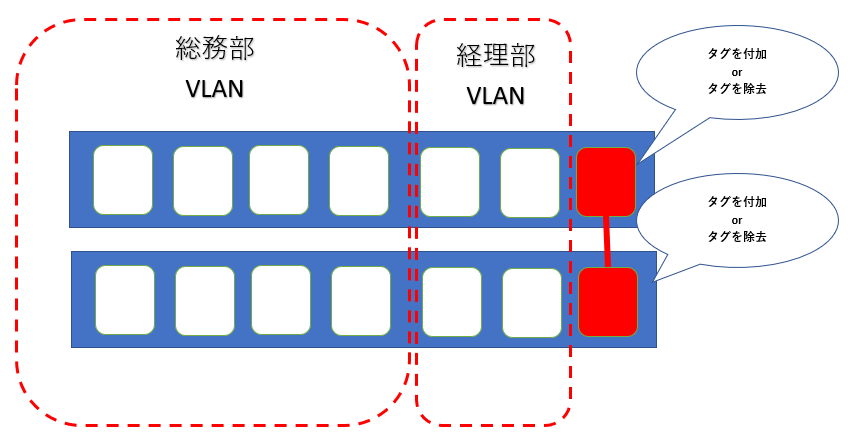 総務部
VLAN
経理部
VLAN
タグを付加
or
タグを除去
タグを付加
or
タグを除去